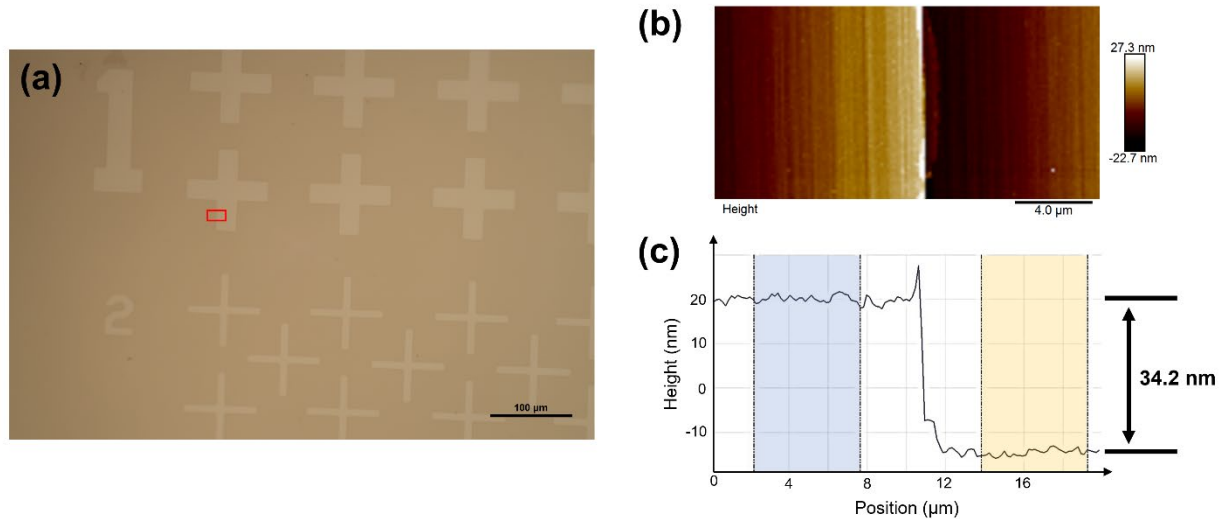 (a)
1
2
100 µm
(b)
27.3 nm
-22.7 nm
Height
4.0 µm
(c)
Height (nm)
20
10
0
-10
0
4
8
12
16
Position (µm)
34.2 nm